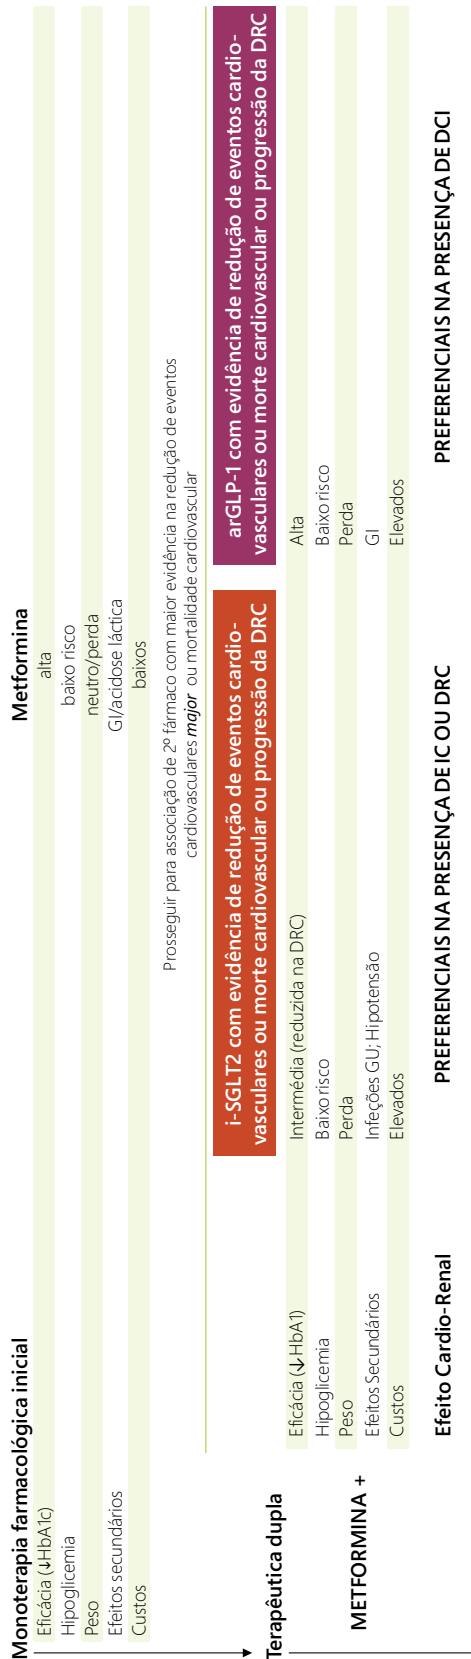 Monoterapia farmacológica inicial
Metformina
Eficácia (↓HbA1c)
alta
Hipoglicemia
baixo risco
Peso
neutro/perda
Efeitos secundários
GI/acidose láctica
Custos
baixos
Prosseguir para associação de 2º fármaco com maior evidência na redução de eventos
cardiovasculares major ou mortalidade cardiovascular
Terapêutica dupla
METFORMINA +
i-SGLT2 com evidência de redução de eventos cardio-
vasculares ou morte cardiovascular ou progressão da DRC
arGLP-1 com evidência de redução de eventos cardio-
vasculares ou morte cardiovascular ou progressão da DRC
Eficácia (↓HbA1)
Intermédia (reduzida na DRC)
Alta
Hipoglicemia
Baixo risco
Baixo risco
Peso
Perda
Perda
Efeitos Secundários
Infeções GU; Hipotensão
GI
Custos
Elevados
Elevados
Efeito Cardio-Renal
PREFERENCIAIS NA PRESENÇA DE IC OU DRC
PREFERENCIAIS NA PRESENÇA DE DCI